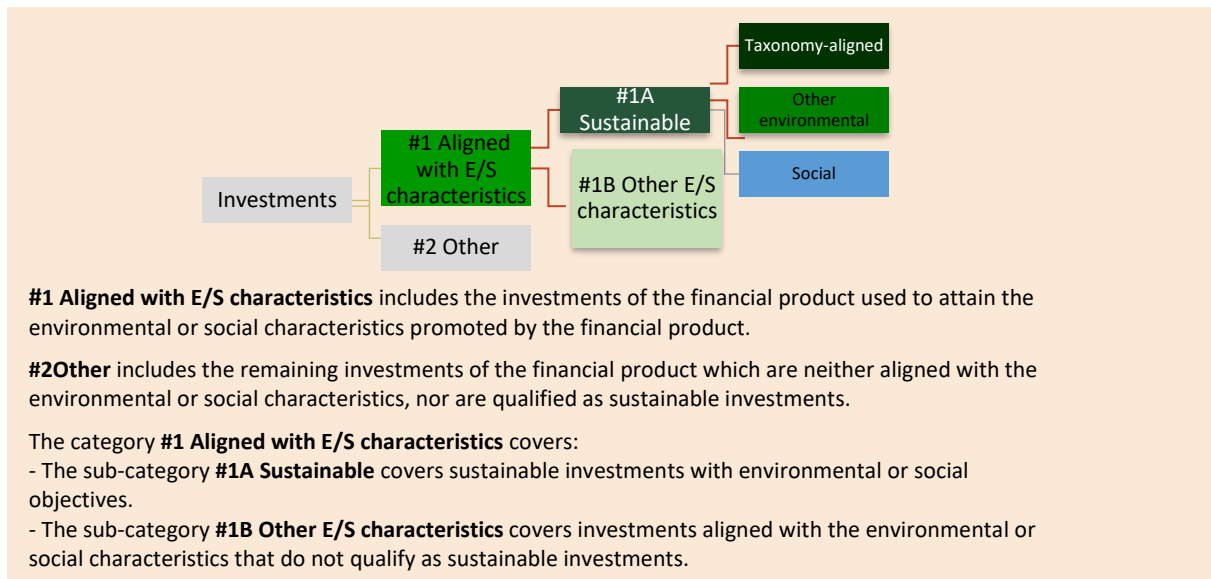 Taxonomy-aligned
#1A
Sustainable
Other
environmental
#1 Aligned
with E/S
characteristics
Social
#1B Other E/S
characteristics
Investments
#2 Other
#1 Aligned with E/S characteristics includes the investments of the financial product used to attain the
environmental or social characteristics promoted by the financial product.
#2Other includes the remaining investments of the financial product which are neither aligned with the
environmental or social characteristics, nor are qualified as sustainable investments.
The category #1 Aligned with E/S characteristics covers:
- The sub-category #1A Sustainable covers sustainable investments with environmental or social
objectives.
- The sub-category #1B Other E/S characteristics covers investments aligned with the environmental or
social characteristics that do not qualify as sustainable investments.